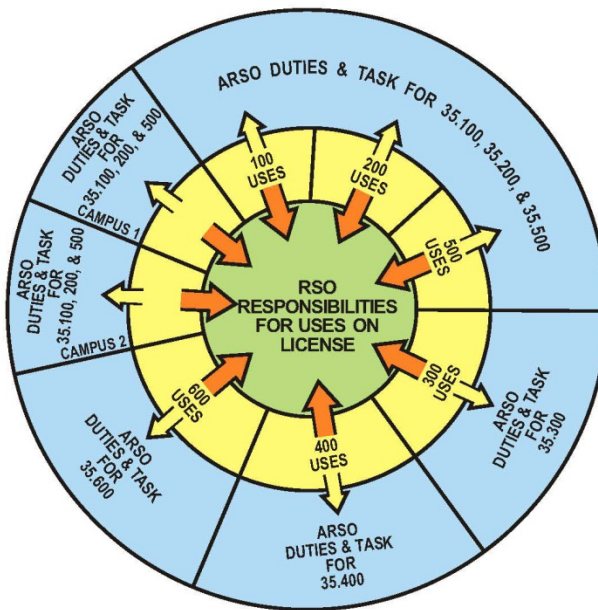 ARSO DUTIES & TASK FOR 35.100, 35.200, & 35.500
ARSO
DUTIES & TASK
FOR
35.100, 200, & 500
CAMPUS 1
ARSO
DUTIES & TASK
FOR
35.100, 200, & 500
CAMPUS 2
100
USES
200
USES
500
USES
RSO
RESPONSIBILITIES
FOR USES ON
LICENSE
300
USES
600
USES
400
USES
ARSO
DUTIES & TASK
FOR
35.300
ARSO
DUTIES & TASK
FOR
35.600
ARSO
DUTIES & TASK
FOR
35.400